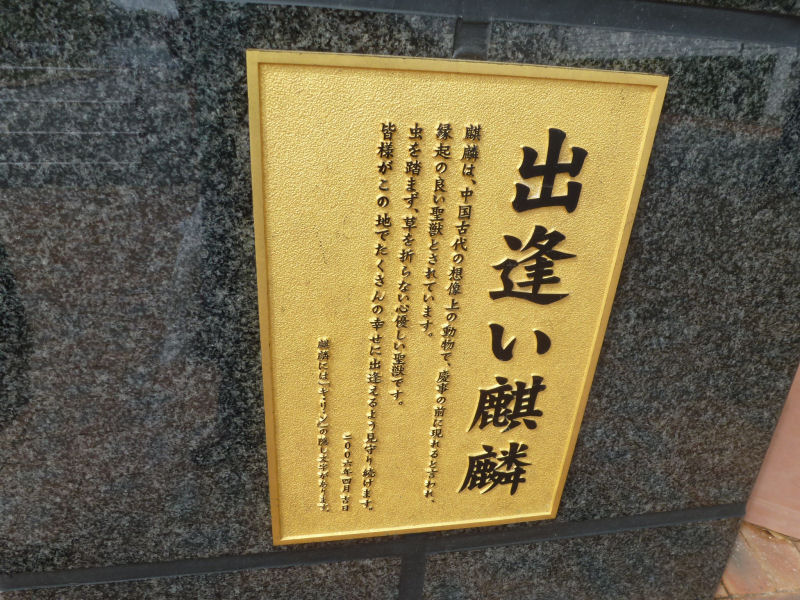 出逢い麒麟
麒麟は、中国古代の想像上の動物で、慶事の前に現れると言われ、
縁起の良い聖獣とされています。
虫を踏まず、草を折らない心優しい聖獣です。
皆様がこの地でたくさんの幸せに出逢えるよう見守り続けます。
二〇〇六年四月吉日
麒麟には「キ・リ・ン」の隠し文字があります。